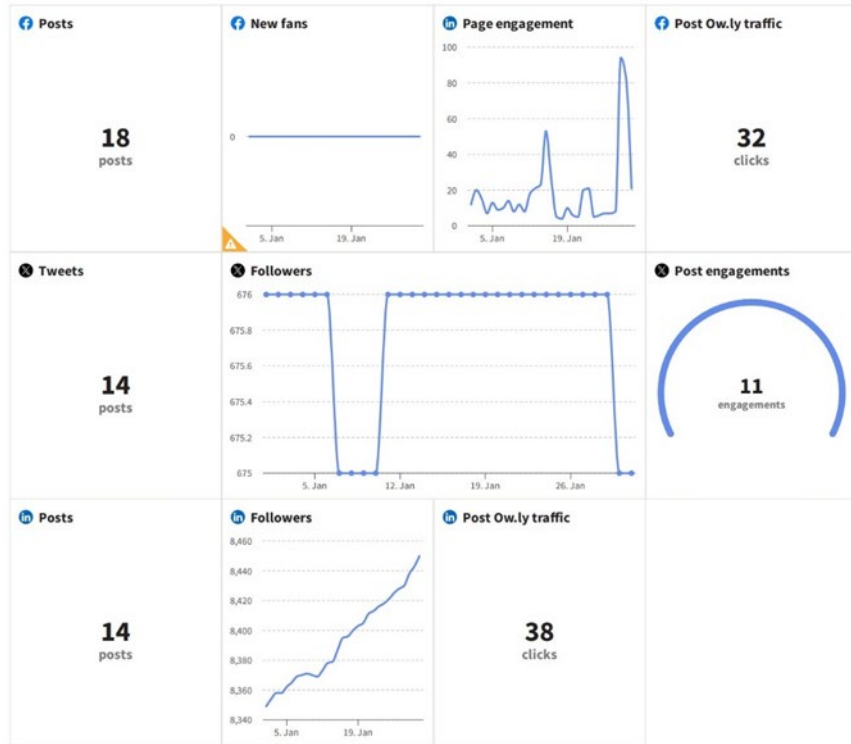 Posts
18
posts
New fans
0
5. Jan
19. Jan
Page engagement
100
80
60
40
20
0
5. Jan
19. Jan
Post Ow.ly traffic
32
clicks
Tweets
14
posts
Followers
676
675.8
675.6
675.4
675.2
675
5. Jan
12. Jan
19. Jan
26. Jan
Post engagements
11
engagements
Posts
14
posts
Followers
8,460
8,440
8,420
8,400
8,380
8,360
8,340
5. Jan
19. Jan
Post Ow.ly traffic
38
clicks